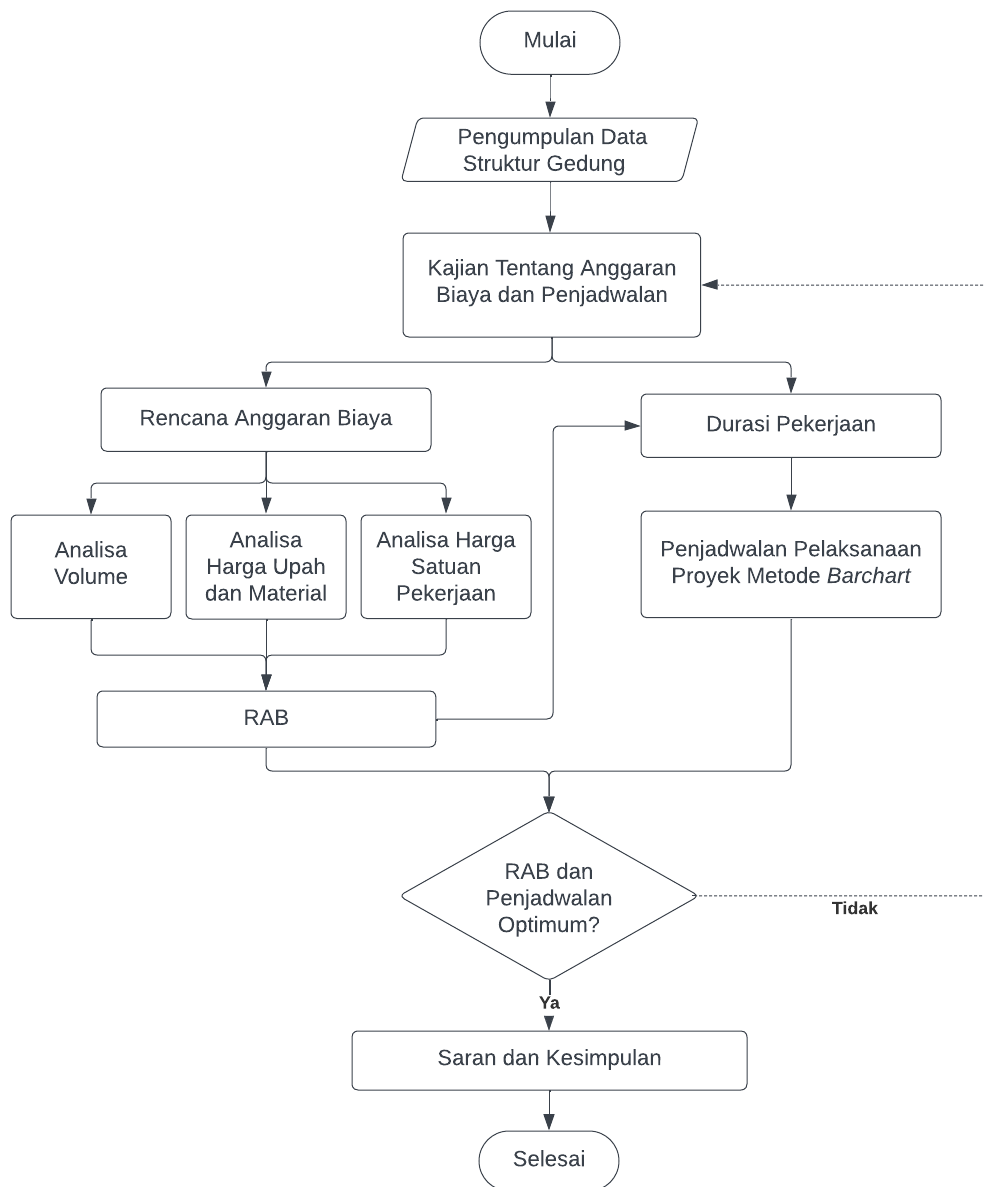 Mulai
Pengumpulan Data
Struktur Gedung
Kajian Tentang Anggaran
Biaya dan Penjadwalan
Rencana Anggaran Biaya
Durasi Pekerjaan
Analisa
Volume
Analisa
Harga Upah
dan Material
Analisa Harga
Satuan
Pekerjaan
Penjadwalan Pelaksanaan
Proyek Metode Barchart
RAB
RAB dan
Penjadwalan
Optimum?
Tidak
Ya
Saran dan Kesimpulan
Selesai